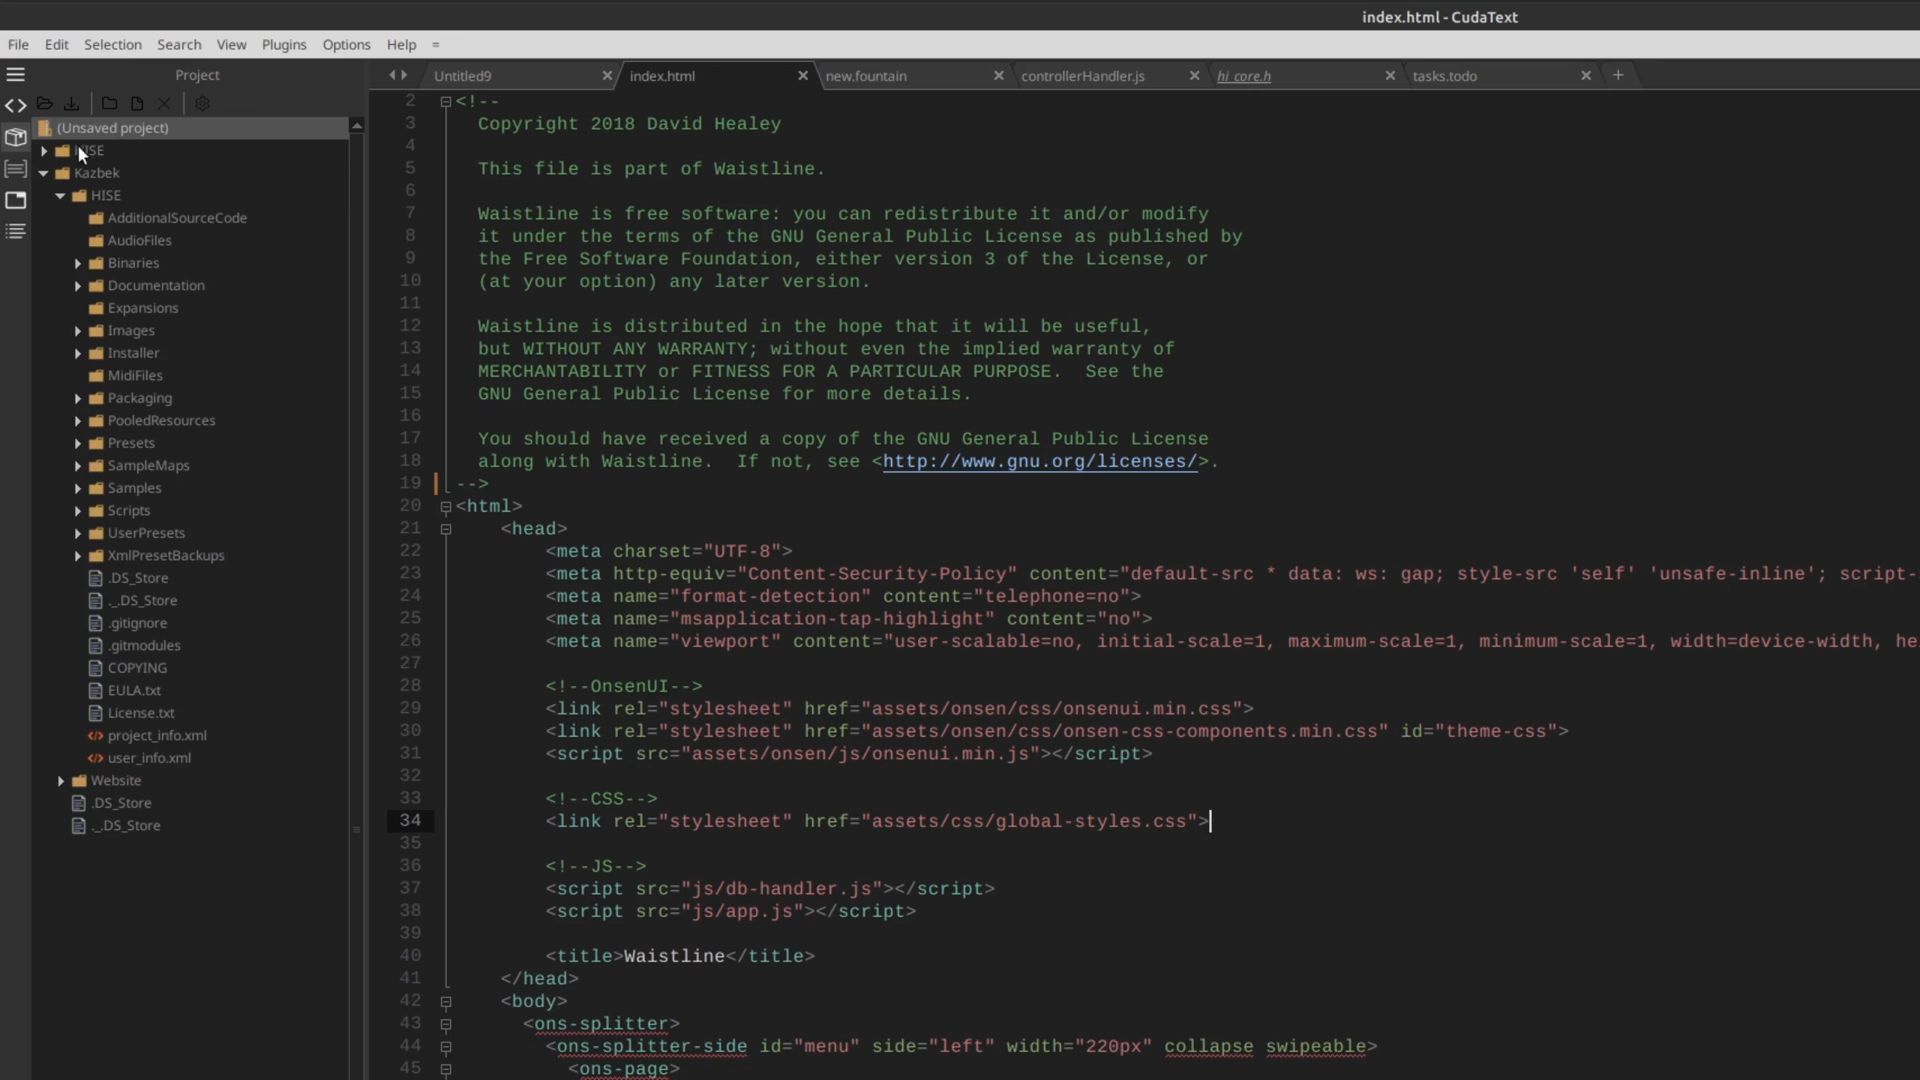 index.html - CudaText
File Edit Selection Search View Plugins Options Help =
Project
Untitled9 index.html new.fountain controllerHandler.js hi_core.h tasks.todo
(Unsaved project)
HISE
Kazbek
HISE
AdditionalSourceCode
AudioFiles
Binaries
Documentation
Expansions
Images
Installer
MidiFiles
Packaging
PooledResources
Presets
SampleMaps
Samples
Scripts
UserPresets
XmlPresetBackups
.DS_Store
._.DS_Store
.gitignore
.gitmodules
COPYING
EULA.txt
License.txt
project_info.xml
user_info.xml
Website
.DS_Store
._.DS_Store
2 <!--
3 Copyright 2018 David Healey
4
5 This file is part of Waistline.
6
7 Waistline is free software: you can redistribute it and/or modify
8 it under the terms of the GNU General Public License as published by
9 the Free Software Foundation, either version 3 of the License, or
10 (at your option) any later version.
11
12 Waistline is distributed in the hope that it will be useful,
13 but WITHOUT ANY WARRANTY; without even the implied warranty of
14 MERCHANTABILITY or FITNESS FOR A PARTICULAR PURPOSE.  See the
15 GNU General Public License for more details.
16
17 You should have received a copy of the GNU General Public License
18 along with Waistline.  If not, see <http://www.gnu.org/licenses/>.
19 -->
20 <html>
21 <head>
22 <meta charset="UTF-8">
23 <meta http-equiv="Content-Security-Policy" content="default-src * data: ws: gap; style-src 'self' 'unsafe-inline'; script-
24 <meta name="format-detection" content="telephone=no">
25 <meta name="msapplication-tap-highlight" content="no">
26 <meta name="viewport" content="user-scalable=no, initial-scale=1, maximum-scale=1, minimum-scale=1, width=device-width, he
27
28 <!--OnsenUI-->
29 <link rel="stylesheet" href="assets/onsen/css/onsenui.min.css">
30 <link rel="stylesheet" href="assets/onsen/css/onsen-css-components.min.css" id="theme-css">
31 <script src="assets/onsen/js/onsenui.min.js"></script>
32
33 <!--CSS-->
34 <link rel="stylesheet" href="assets/css/global-styles.css">
35
36 <!--JS-->
37 <script src="js/db-handler.js"></script>
38 <script src="js/app.js"></script>
39
40 <title>Waistline</title>
41 </head>
42 <body>
43 <ons-splitter>
44 <ons-splitter-side id="menu" side="left" width="220px" collapse swipeable>
45 <ons-page>